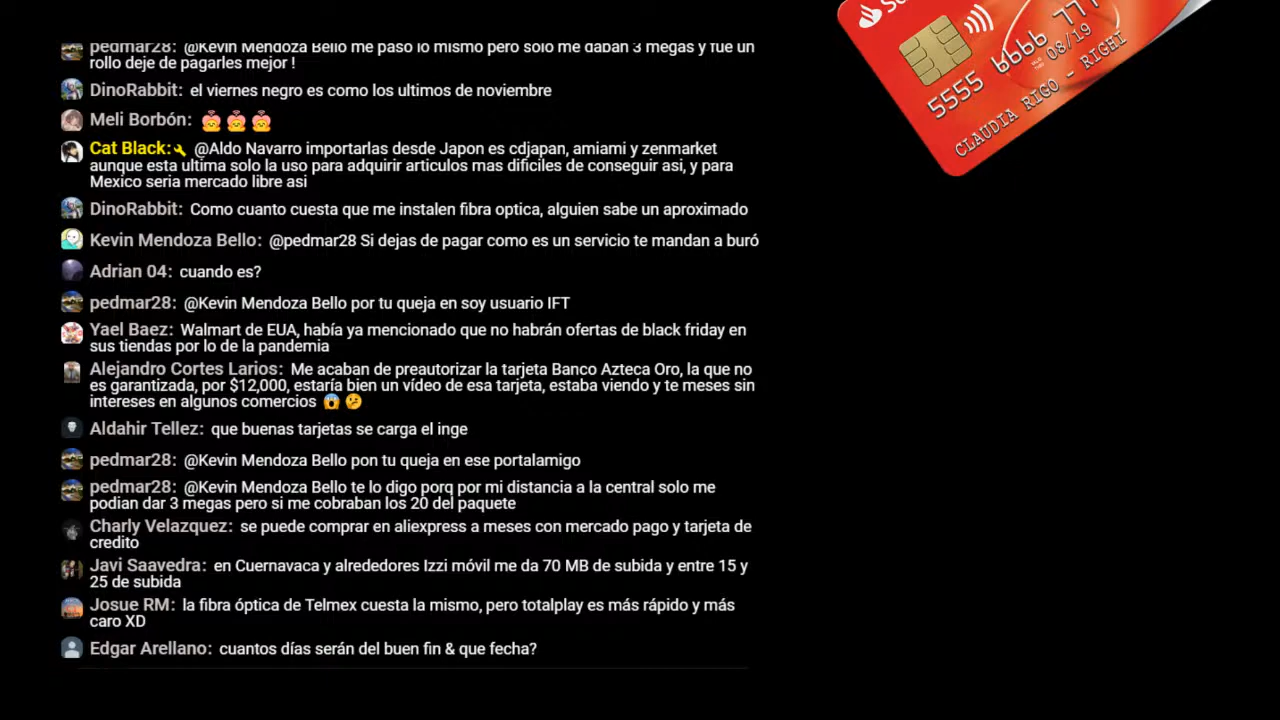 pedmar28: @Kevin Mendoza Bello me paso lo mismo pero solo me daban 3 megas y fue un
rollo deje de pagarles mejor !
DinoRabbit: el viernes negro es como los ultimos de noviembre
Meli Borbón:
Cat Black: @Aldo Navarro importarlas desde Japon es cdjapan, amiami y zenmarket
aunque esta ultima solo la uso para adquirir articulos mas dificiles de conseguir asi, y para
Mexico seria mercado libre asi
DinoRabbit: Como cuanto cuesta que me instalen fibra optica, alguien sabe un aproximado
Kevin Mendoza Bello: @pedmar28 Si dejas de pagar como es un servicio te mandan a buró
Adrian 04: cuando es?
pedmar28: @Kevin Mendoza Bello por tu queja en soy usuario IFT
Yael Baez: Walmart de EUA, había ya mencionado que no habrán ofertas de black friday en
sus tiendas por lo de la pandemia
Alejandro Cortes Larios: Me acaban de preautorizar la tarjeta Banco Azteca Oro, la que no
es garantizada, por $12,000, estaría bien un vídeo de esa tarjeta, estaba viendo y te meses sin
intereses en algunos comercios 😱🤔
Aldahir Tellez: que buenas tarjetas se carga el inge
pedmar28: @Kevin Mendoza Bello pon tu queja en ese portalamigo
pedmar28: @Kevin Mendoza Bello te lo digo porq por mi distancia a la central solo me
podian dar 3 megas pero si me cobraban los 20 del paquete
Charly Velazquez: se puede comprar en aliexpress a meses con mercado pago y tarjeta de
credito
Javi Saavedra: en Cuernavaca y alrededores Izzi móvil me da 70 MB de subida y entre 15 y
25 de subida
Josue RM: la fibra óptica de Telmex cuesta la mismo, pero totalplay es más rápido y más
caro XD
Edgar Arellano: cuantos días serán del buen fin & que fecha?
5555 6666 777
08/19
CLAUDIA RIGO - RIGHI